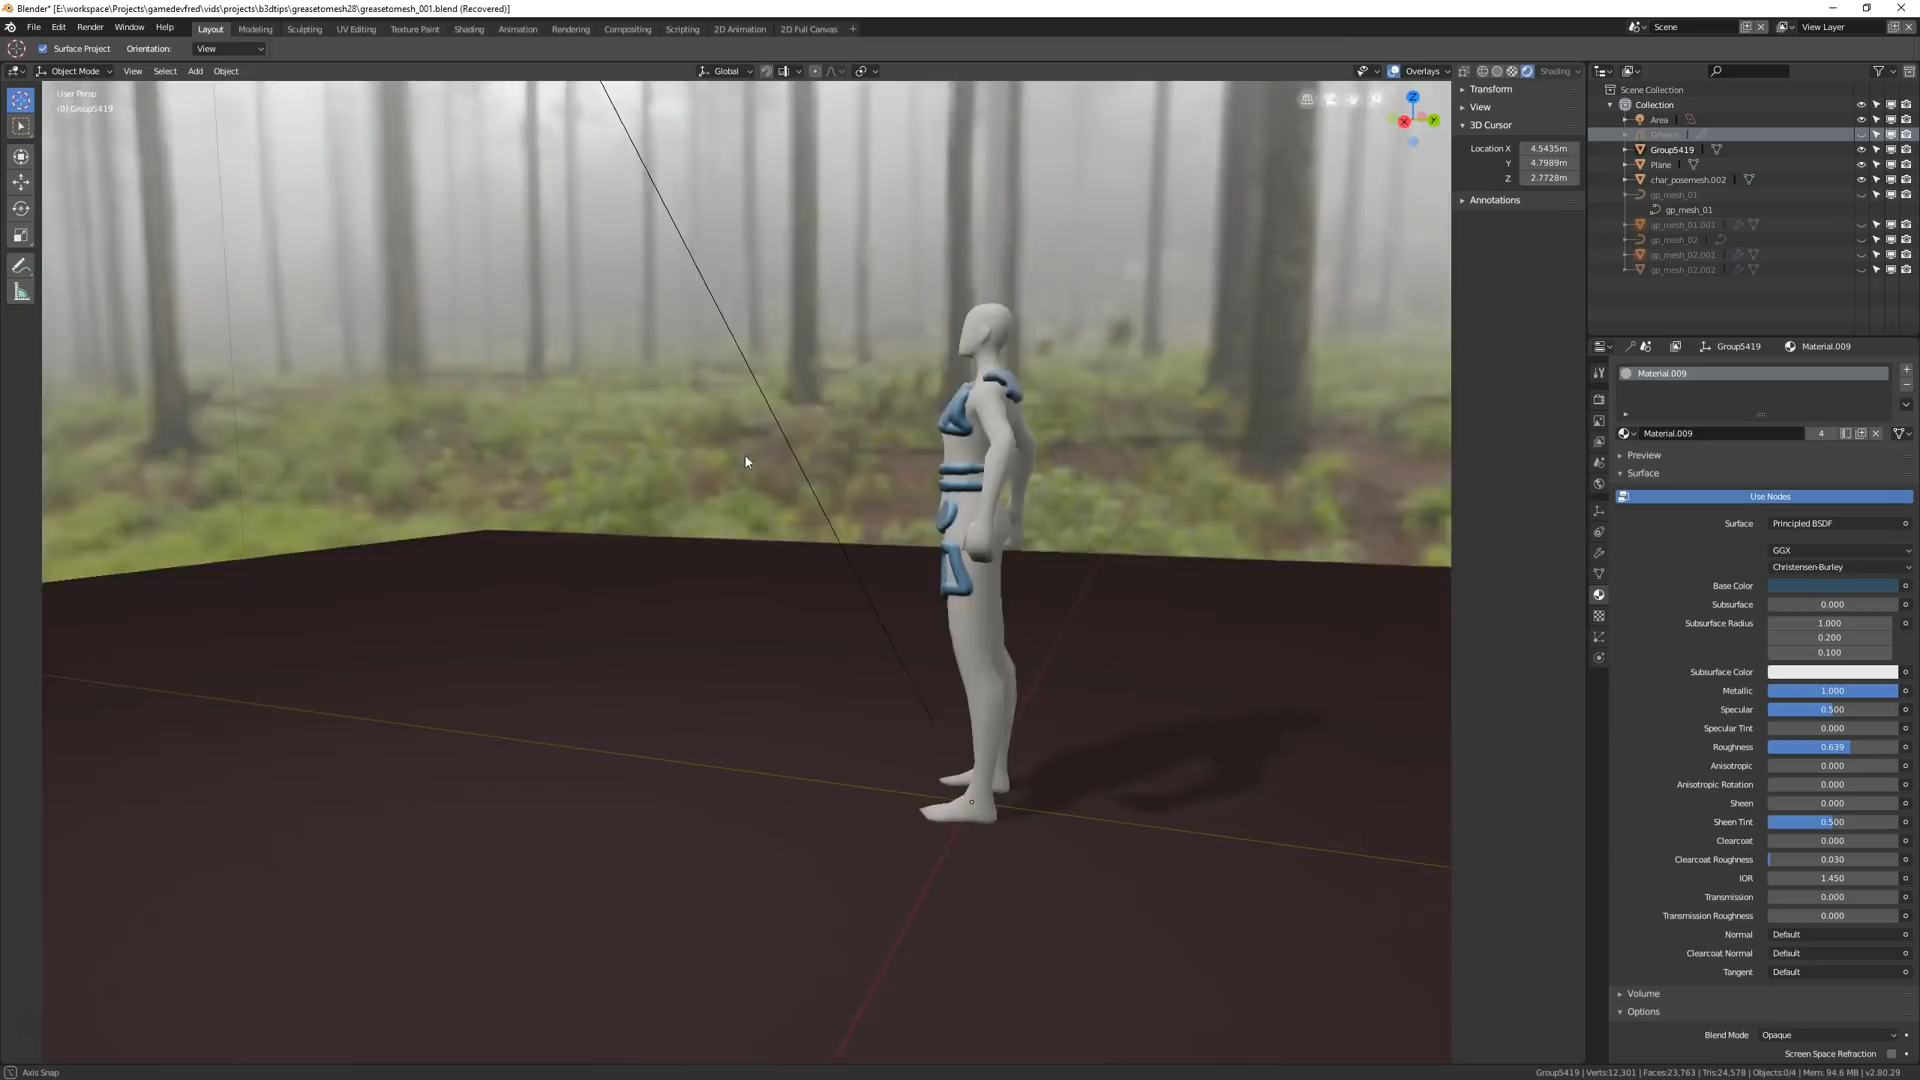 Blender* [E:\workspace\Projects\gamedevfred\vids\projects\b3dtips\greasetomesh28\greasetomesh_001.blend (Recovered)]
File Edit Render Window Help Layout Modeling Sculpting UV Editing Texture Paint Shading Animation Rendering Compositing Scripting 2D Animation 2D Full Canvas + Scene View Layer
Surface Project Orientation: View
Object Mode View Select Add Object Global Overlays Shading
User Persp
(0) Group5419
Z
X
Y
Transform
View
3D Cursor
Location X 4.5435m
Y 4.7989m
Z 2.7728m
Annotations
Scene Collection
Collection
Area
GPencil
Group5419
Plane
char_posemesh.002
gp_mesh_01
gp_mesh_01
gp_mesh_01.001
gp_mesh_02
gp_mesh_02.001
gp_mesh_02.002
Group5419 Material.009
Material.009
Material.009 4
Preview
Surface
Use Nodes
Surface Principled BSDF
GGX
Christensen-Burley
Base Color
Subsurface 0.000
Subsurface Radius 1.000
0.200
0.100
Subsurface Color
Metallic 1.000
Specular 0.500
Specular Tint 0.000
Roughness 0.639
Anisotropic 0.000
Anisotropic Rotation 0.000
Sheen 0.000
Sheen Tint 0.500
Clearcoat 0.000
Clearcoat Roughness 0.030
IOR 1.450
Transmission 0.000
Transmission Roughness 0.000
Normal Default
Clearcoat Normal Default
Tangent Default
Volume
Options
Blend Mode Opaque
Screen Space Refraction
Axis Snap
Group5419 | Verts:12,301 | Faces:23,763 | Tris:24,578 | Objects:0/4 | Mem: 94.6 MB | v2.80.29